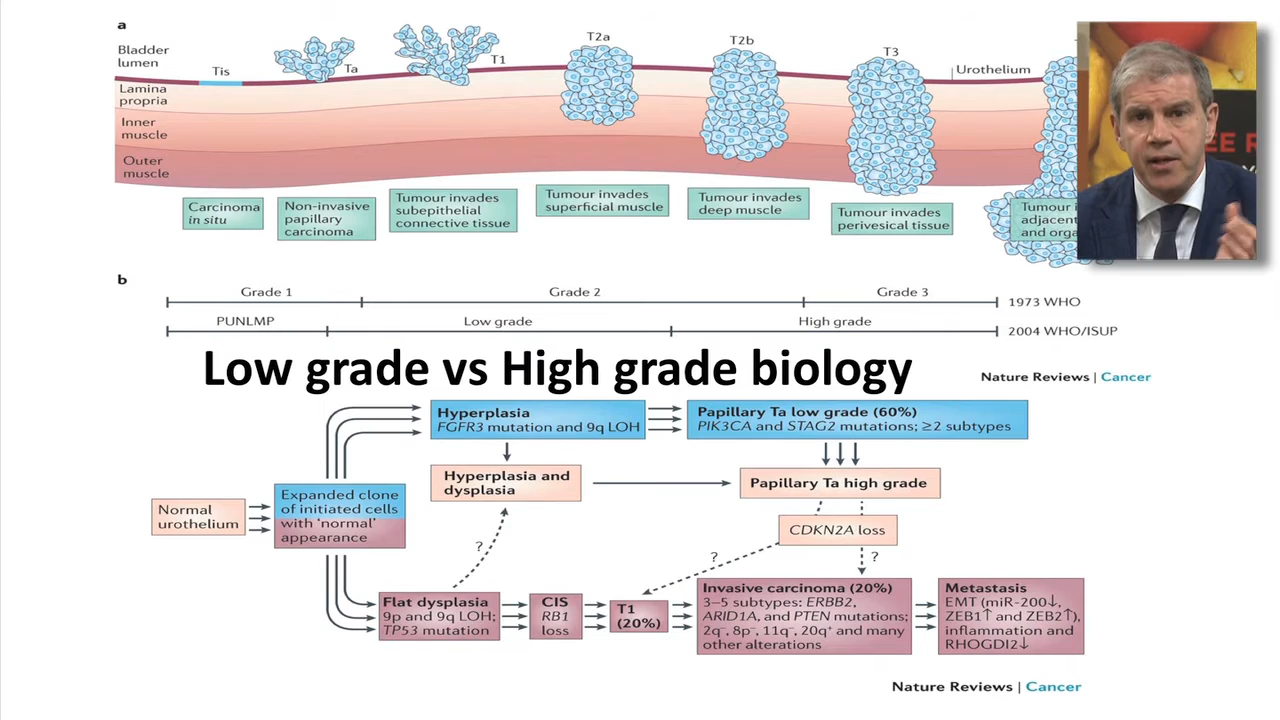 a
Bladder
lumen
Tis
Ta
T1
T2a
T2b
T3
Urothelium
Lamina
propria
Inner
muscle
Outer
muscle
Carcinoma
in situ
Non-invasive
papillary
carcinoma
Tumour invades
subepithelial
connective tissue
Tumour invades
superficial muscle
Tumour invades
deep muscle
Tumour invades
perivesical tissue
Tumour
adjacent
and
b
Grade 1
Grade 2
Grade 3
1973 WHO
PUNLMP
Low grade
High grade
2004 WHO/ISUP
Low grade vs High grade biology
Nature Reviews | Cancer
Hyperplasia
FGFR3 mutation and 9q LOH
Papillary Ta low grade (60%)
PIK3CA and STAG2 mutations; ≥2 subtypes
Hyperplasia and
dysplasia
Papillary Ta high grade
Normal
urothelium
Expanded clone
of initiated cells
with ‘normal’
appearance
CDKN2A loss
?
?
?
Flat dysplasia
9p and 9q LOH;
TP53 mutation
CIS
RB1
loss
T1
(20%)
Invasive carcinoma (20%)
3–5 subtypes: ERBB2,
ARID1A, and PTEN mutations;
2q⁻, 8p⁻, 11q⁻, 20q⁺ and many
other alterations
Metastasis
EMT (miR-200↓,
ZEB1↑ and ZEB2↑),
inflammation and
RHOGDI2↓
Nature Reviews | Cancer